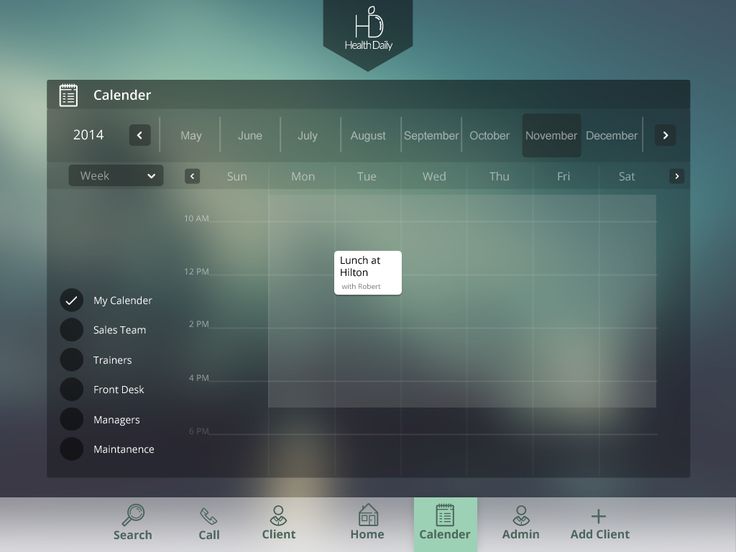 HD
Health Daily
Calender
2014 May June July August September October November December
Week Sun Mon Tue Wed Thu Fri Sat
10 AM
Lunch at
Hilton
with Robert
12 PM
My Calender
Sales Team
2 PM
Trainers
4 PM
Front Desk
Managers
6 PM
Maintanence
Search Call Client Home Calender Admin Add Client